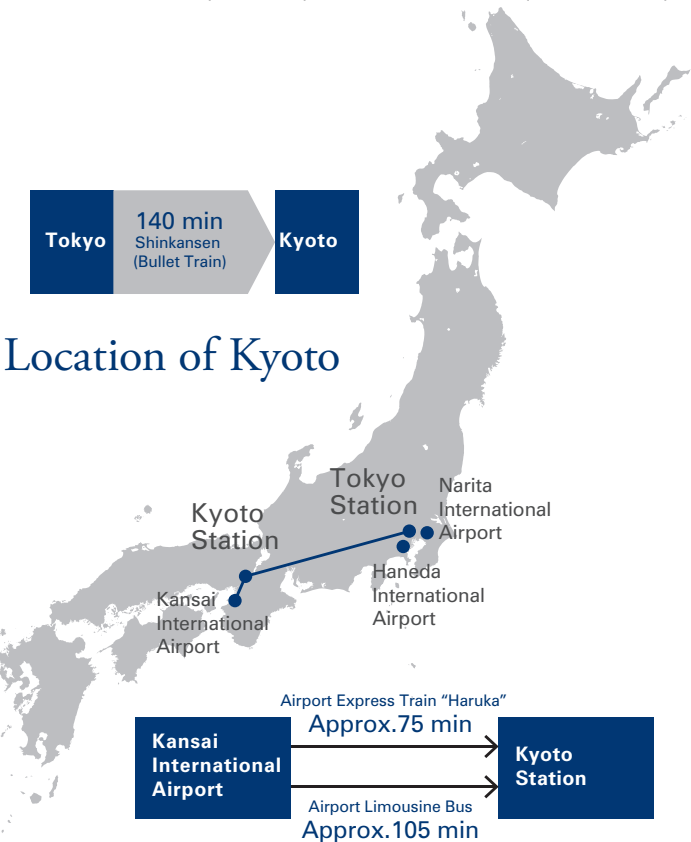 Tokyo
140 min
Shinkansen
(Bullet Train)
Kyoto
Location of Kyoto
Tokyo
Station
Narita
International
Airport
Kyoto
Station
Haneda
International
Airport
Kansai
International
Airport
Airport Express Train “Haruka”
Approx.75 min
Kansai
International
Airport
Kyoto
Station
Airport Limousine Bus
Approx.105 min